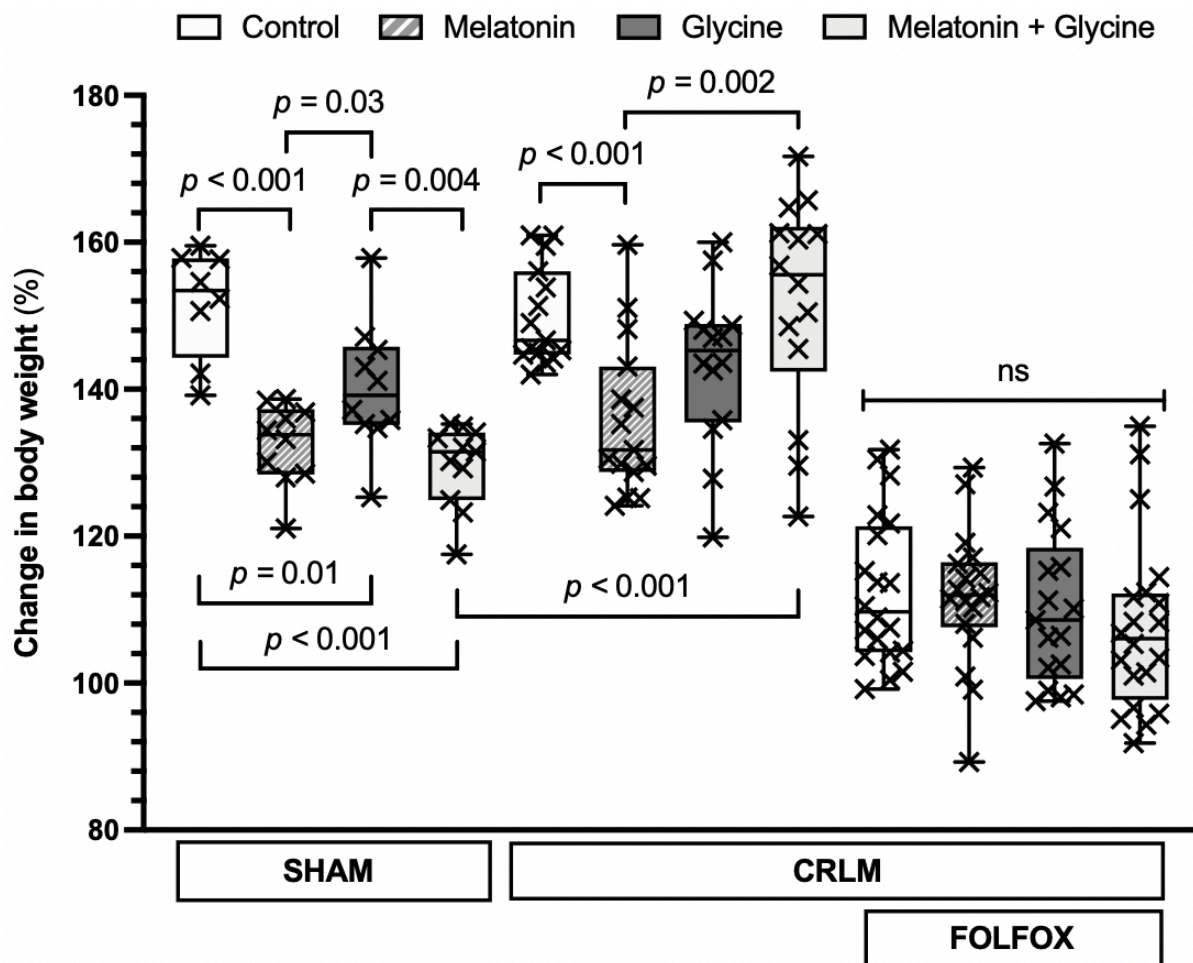 Control Melatonin Glycine Melatonin + Glycine
Change in body weight (%)
180
160
140
120
100
80
p = 0.002
p = 0.03
p < 0.001
p < 0.001
p = 0.004
ns
p = 0.01
p < 0.001
p < 0.001
SHAM
CRLM
FOLFOX